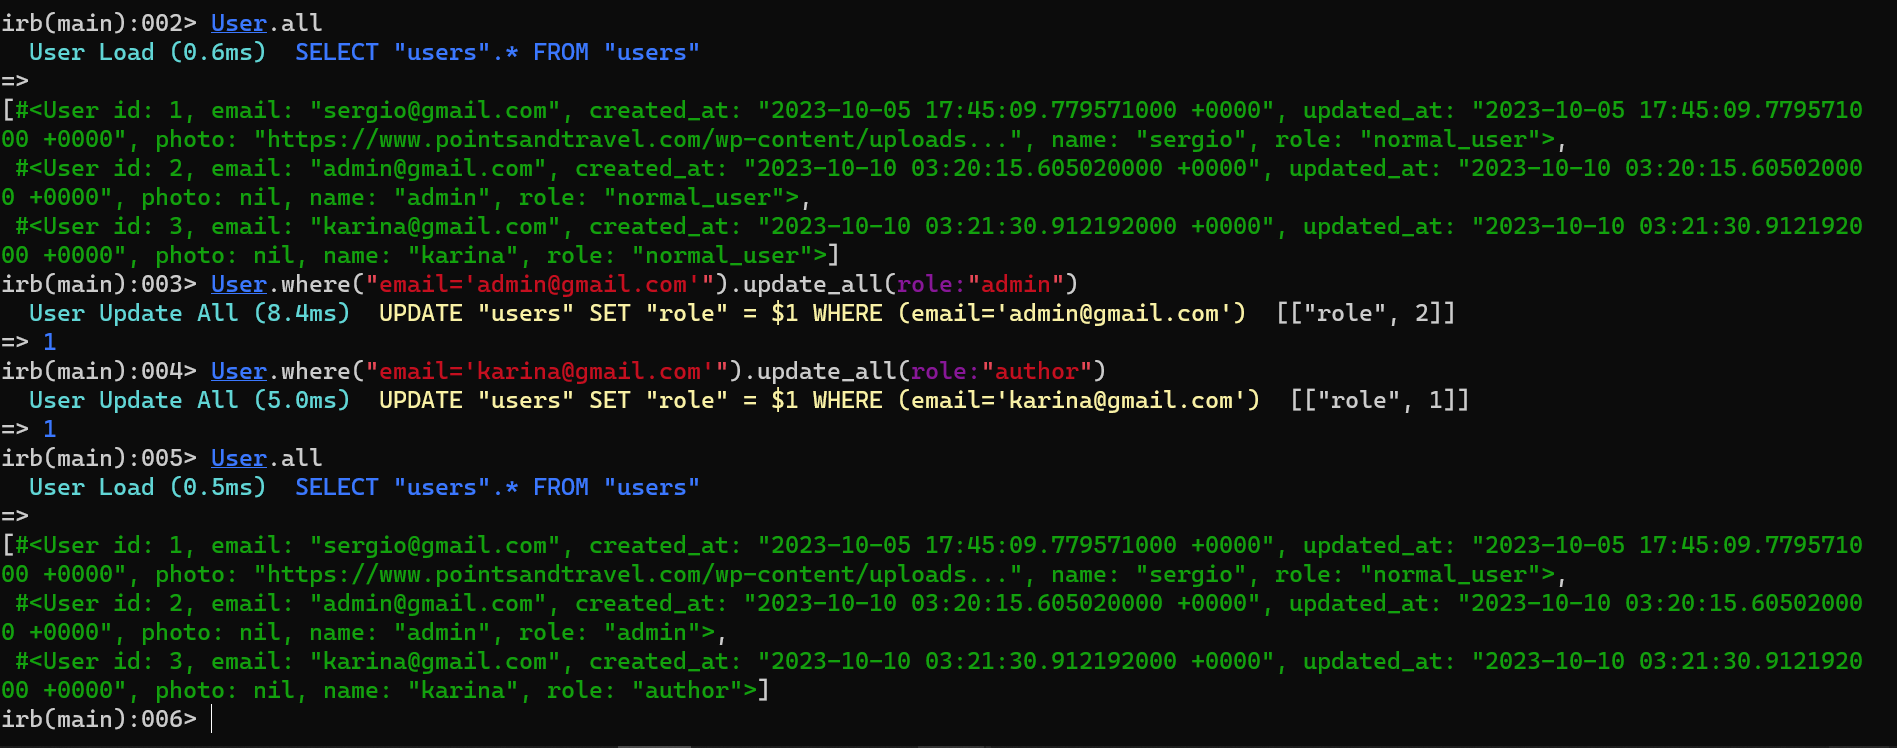 irb(main):002> User.all
  User Load (0.6ms)  SELECT "users".* FROM "users"
=>
[#<User id: 1, email: "sergio@gmail.com", created_at: "2023-10-05 17:45:09.779571000 +0000", updated_at: "2023-10-05 17:45:09.7795710
00 +0000", photo: "https://www.pointsandtravel.com/wp-content/uploads...", name: "sergio", role: "normal_user">,
 #<User id: 2, email: "admin@gmail.com", created_at: "2023-10-10 03:20:15.605020000 +0000", updated_at: "2023-10-10 03:20:15.60502000
0 +0000", photo: nil, name: "admin", role: "normal_user">,
 #<User id: 3, email: "karina@gmail.com", created_at: "2023-10-10 03:21:30.912192000 +0000", updated_at: "2023-10-10 03:21:30.9121920
00 +0000", photo: nil, name: "karina", role: "normal_user">]
irb(main):003> User.where("email='admin@gmail.com'").update_all(role:"admin")
  User Update All (8.4ms)  UPDATE "users" SET "role" = $1 WHERE (email='admin@gmail.com')  [["role", 2]]
=> 1
irb(main):004> User.where("email='karina@gmail.com'").update_all(role:"author")
  User Update All (5.0ms)  UPDATE "users" SET "role" = $1 WHERE (email='karina@gmail.com')  [["role", 1]]
=> 1
irb(main):005> User.all
  User Load (0.5ms)  SELECT "users".* FROM "users"
=>
[#<User id: 1, email: "sergio@gmail.com", created_at: "2023-10-05 17:45:09.779571000 +0000", updated_at: "2023-10-05 17:45:09.7795710
00 +0000", photo: "https://www.pointsandtravel.com/wp-content/uploads...", name: "sergio", role: "normal_user">,
 #<User id: 2, email: "admin@gmail.com", created_at: "2023-10-10 03:20:15.605020000 +0000", updated_at: "2023-10-10 03:20:15.60502000
0 +0000", photo: nil, name: "admin", role: "admin">,
 #<User id: 3, email: "karina@gmail.com", created_at: "2023-10-10 03:21:30.912192000 +0000", updated_at: "2023-10-10 03:21:30.9121920
00 +0000", photo: nil, name: "karina", role: "author">]
irb(main):006>